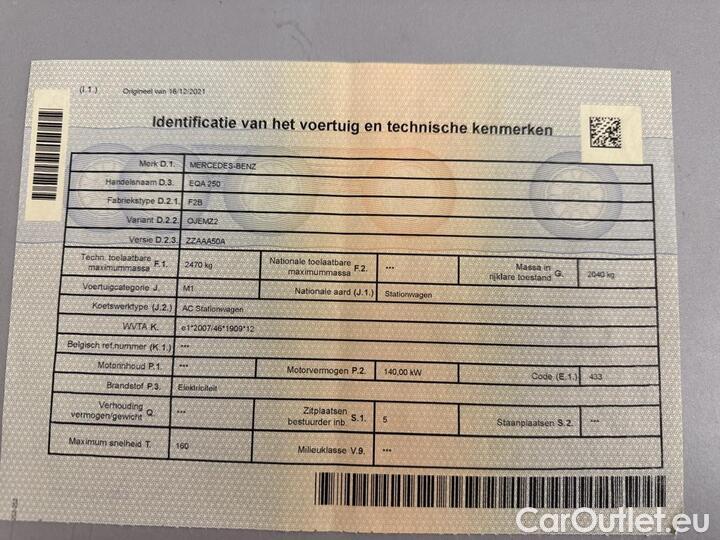 (I.1.) Origineel van 16/12/2021
Identificatie van het voertuig en technische kenmerken
Merk D.1. MERCEDES-BENZ
Handelsnaam D.3. EQA 250
Fabriekstype D.2.1. F2B
Variant D.2.2. OJEMZ2
Versie D.2.3. ZZAAA50A
Techn. toelaatbare maximummassa F.1. 2470 kg Nationale toelaatbare maximummassa F.2. *** Massa in rijklare toestand G. 2040 kg
Voertuigcategorie J. M1 Nationale aard (J.1.) Stationwagen
Koetswerktype (J.2.) AC Stationwagen
WVTA K. e1*2007/46*1909*12
Belgisch ref.nummer (K.1.) ***
Motorinhoud P.1. *** Motorvermogen P.2. 140,00 kW Code (E.1.) 433
Brandstof P.3. Elektriciteit
Verhouding vermogen/gewicht Q. *** Zitplaatsen bestuurder inb. S.1. 5 Staanplaatsen S.2. ***
Maximum snelheid T. 160 Milieuklasse V.9. ***
CarOutlet.eu